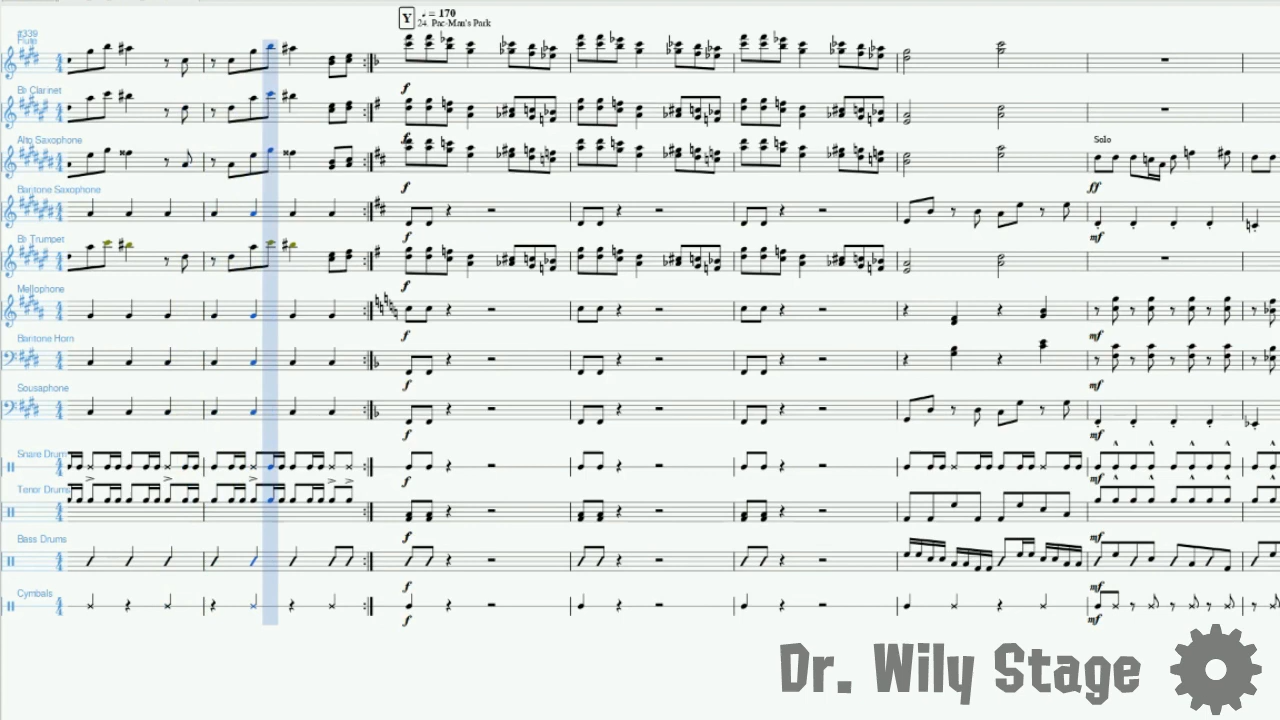 Y ♩ = 170
24. Pac-Man's Park
#339
Flute
B♭ Clarinet
Alto Saxophone
Solo
Baritone Saxophone
B♭ Trumpet
Mellophone
Baritone Horn
Sousaphone
Snare Drum
Tenor Drums
Bass Drums
Cymbals
Dr. Wily Stage